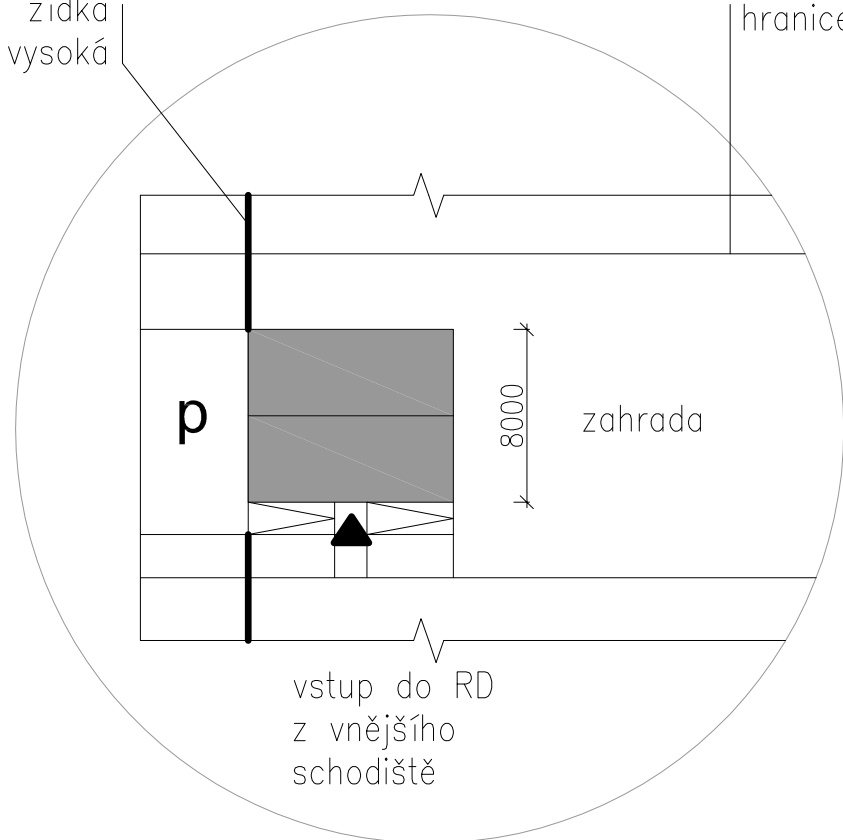 zídka
vysoká
hranice
p
8000
zahrada
vstup do RD
z vnějšího
schodiště